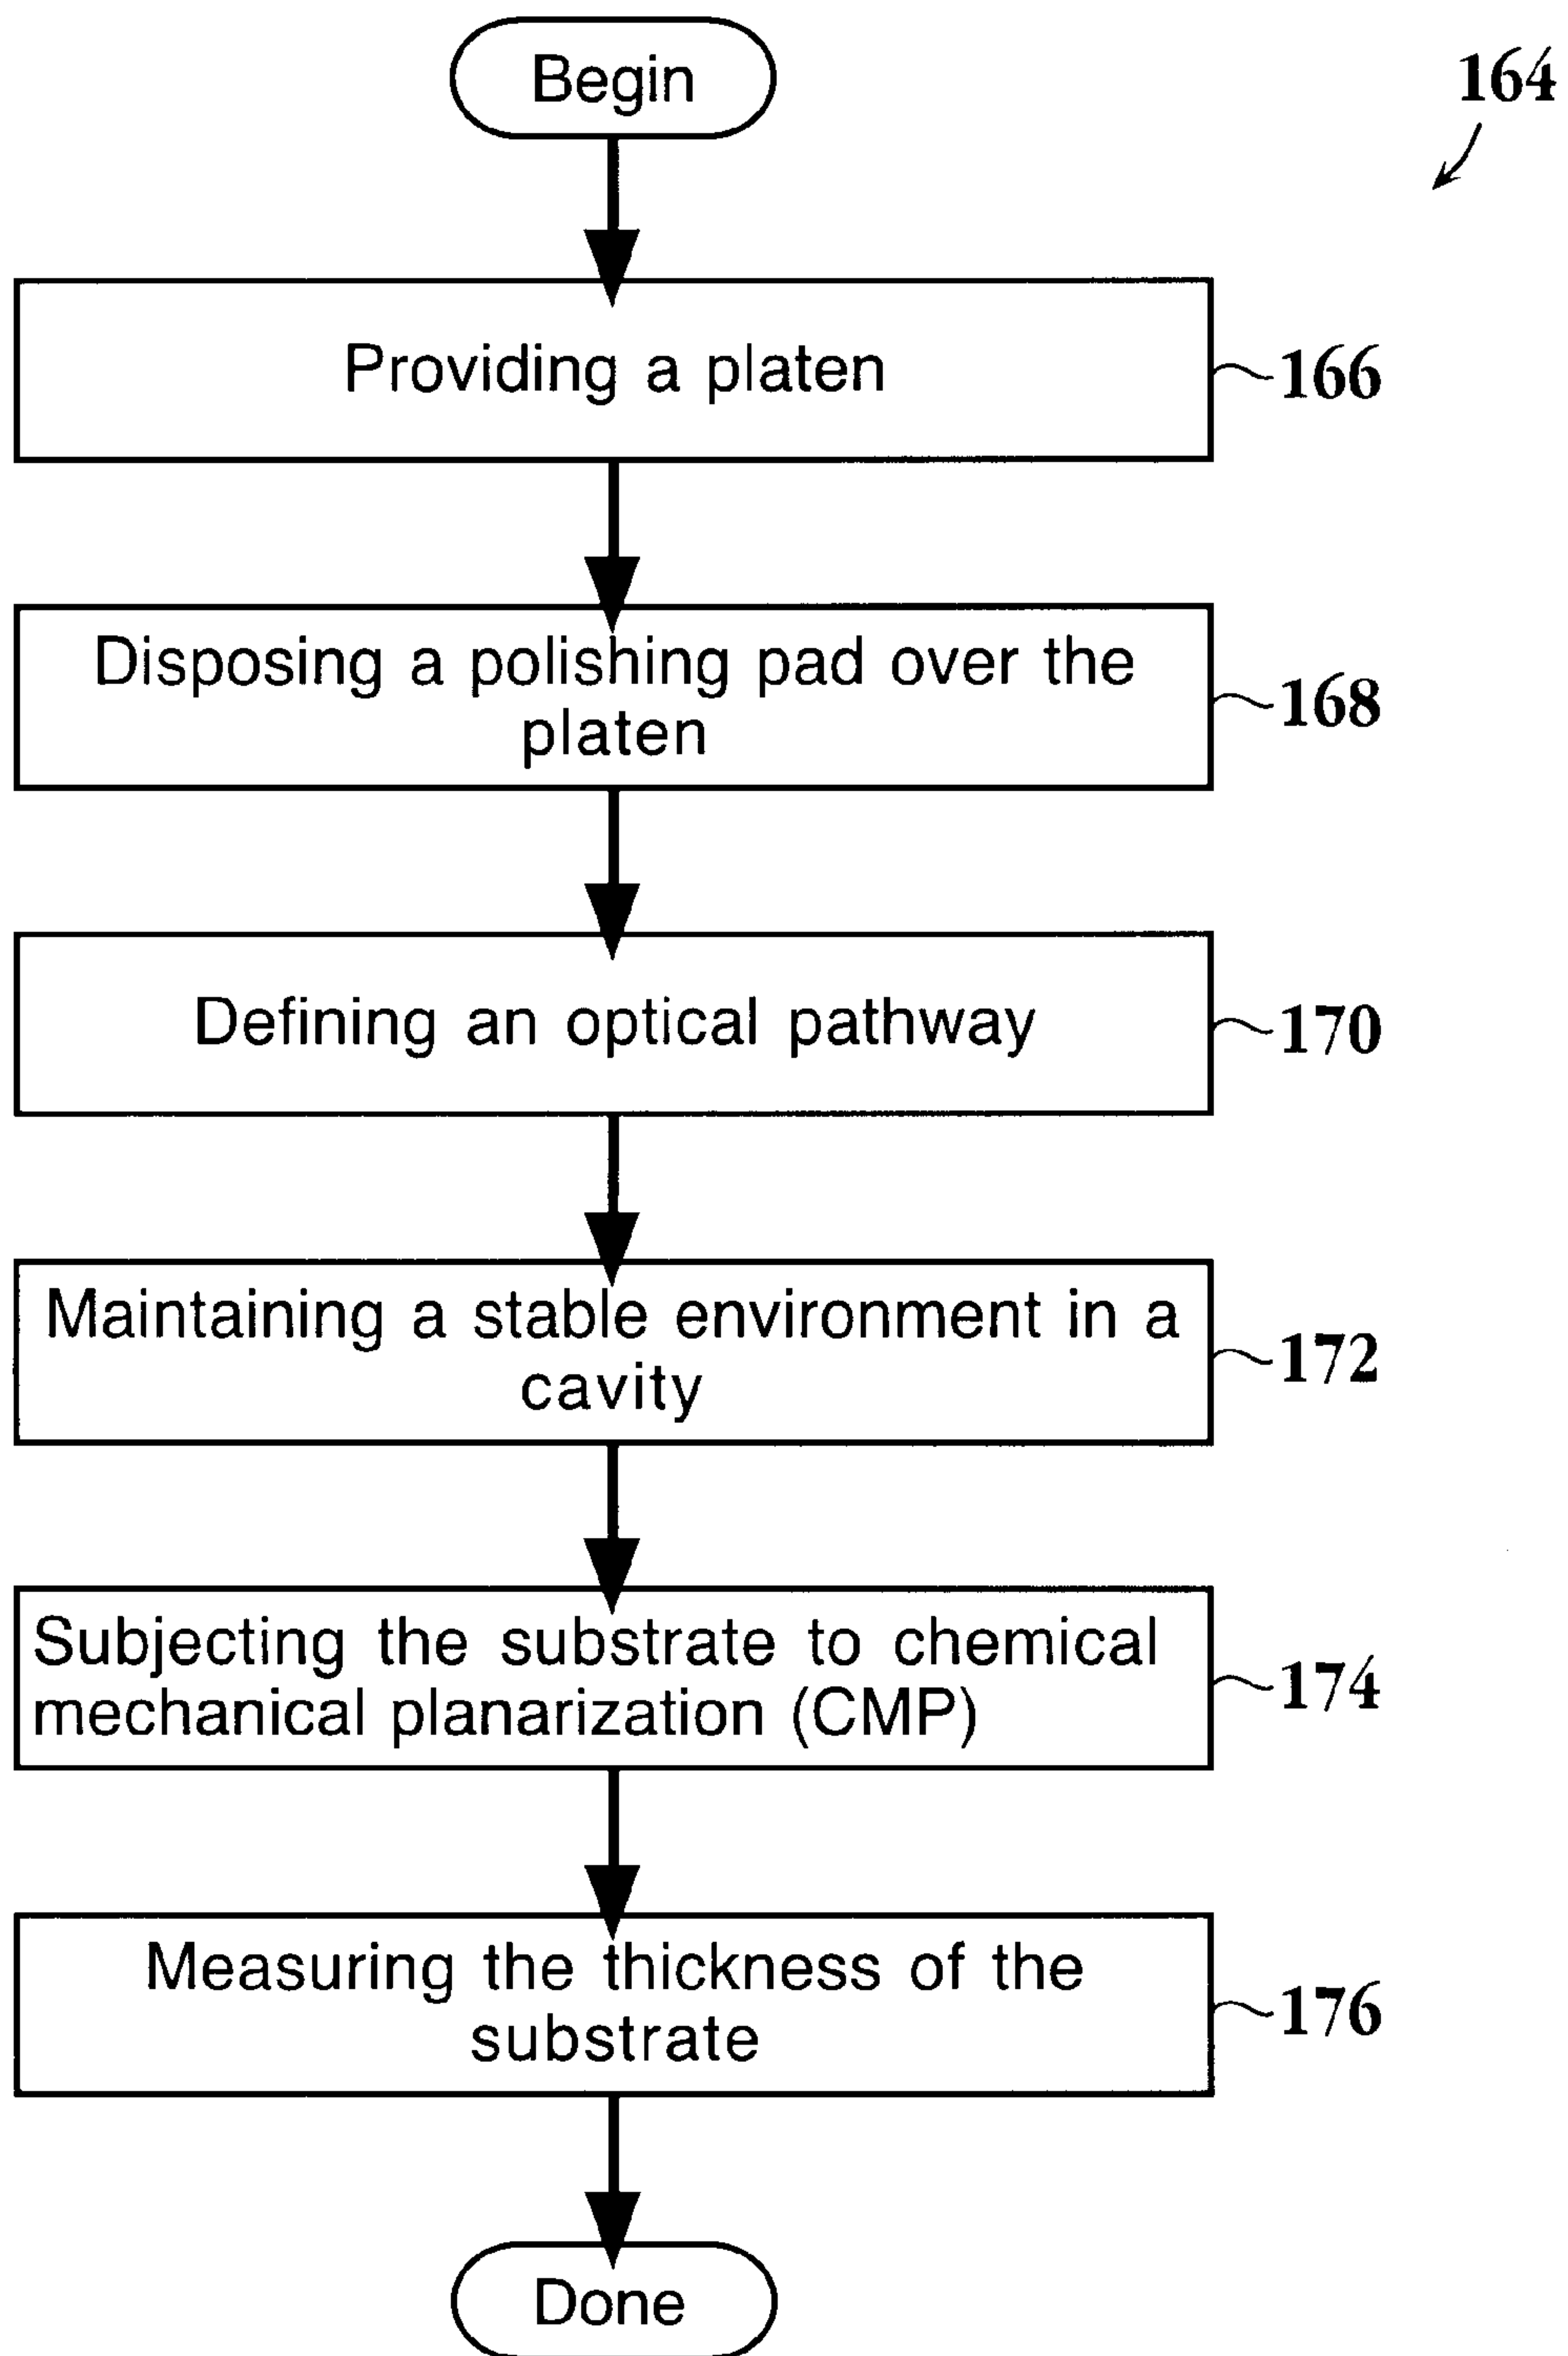 Begin
164
Providing a platen
166
Disposing a polishing pad over the
platen
168
Defining an optical pathway
170
Maintaining a stable environment in a
cavity
172
Subjecting the substrate to chemical
mechanical planarization (CMP)
174
Measuring the thickness of the
substrate
176
Done